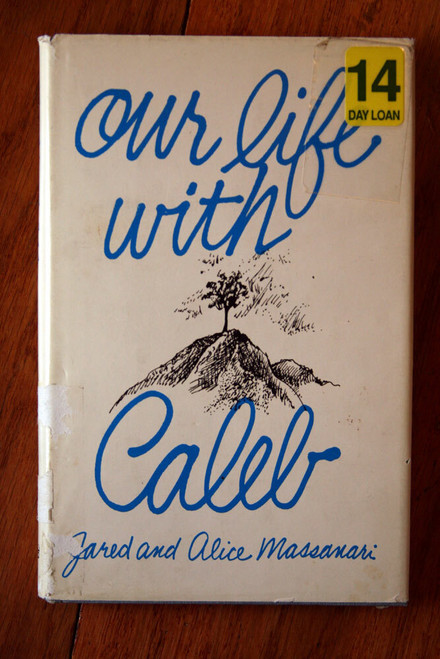 14
DAY LOAN
our life
with
Caleb
Jared and Alice Massanari